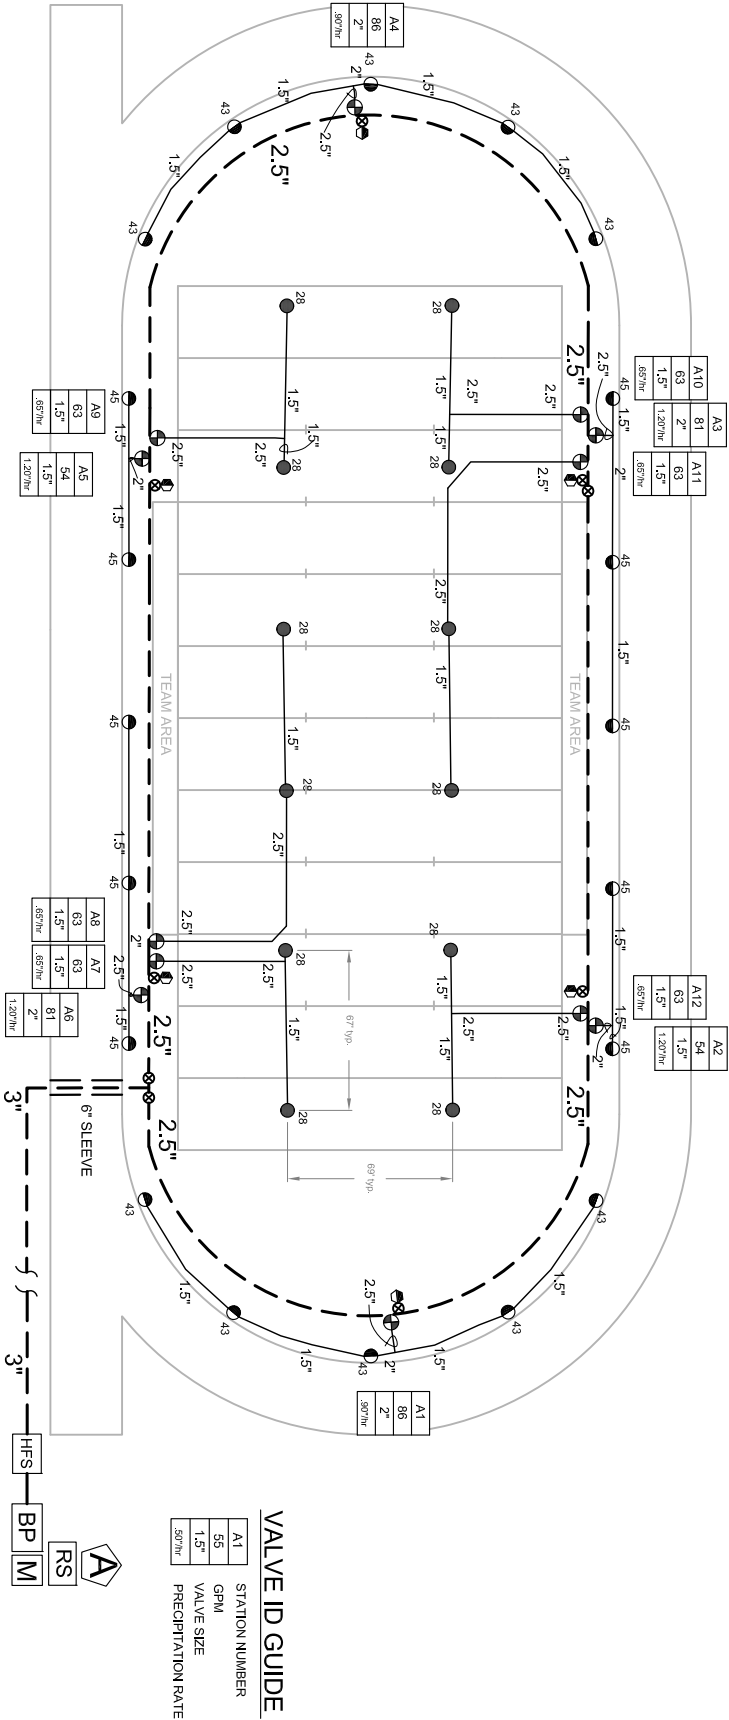 A4
86
2"
.90"/hr
43
2"
1.5"
1.5"
43
43
2.5"
2.5"
1.5"
1.5"
43
43
28
28
2.5"
2.5"
A10
63
1.5"
.65"/hr
A3
81
2"
1.20"/hr
A11
63
1.5"
.65"/hr
45
1.5"
2"
1.5"
2.5"
2.5"
1.5"
1.5"
1.5"
28
28
2.5"
2.5"
2.5"
A9
63
1.5"
.65"/hr
A5
54
1.5"
1.20"/hr
45
1.5"
2"
1.5"
45
45
2.5"
28
28
1.5"
1.5"
1.5"
45
TEAM AREA
TEAM AREA
45
28
28
2.5"
1.5"
45
45
A8
63
1.5"
.65"/hr
A7
63
1.5"
.65"/hr
A6
81
2"
1.20"/hr
2"
2.5"
1.5"
45
2.5"
2.5"
2.5"
28
28
1.5"
1.5"
1.5"
1.5"
2.5"
2.5"
67' typ.
A12
63
1.5"
.65"/hr
A2
54
1.5"
1.20"/hr
1.5"
2"
45
2.5"
2.5"
2.5"
28
28
69' typ.
6" SLEEVE
3"
3"
43
43
1.5"
1.5"
43
43
1.5"
1.5"
2.5"
2"
43
A1
86
2"
.90"/hr
HFS
BP
M
RS
A
VALVE ID GUIDE
A1 STATION NUMBER
55 GPM
1.5" VALVE SIZE
.50"/hr PRECIPITATION RATE